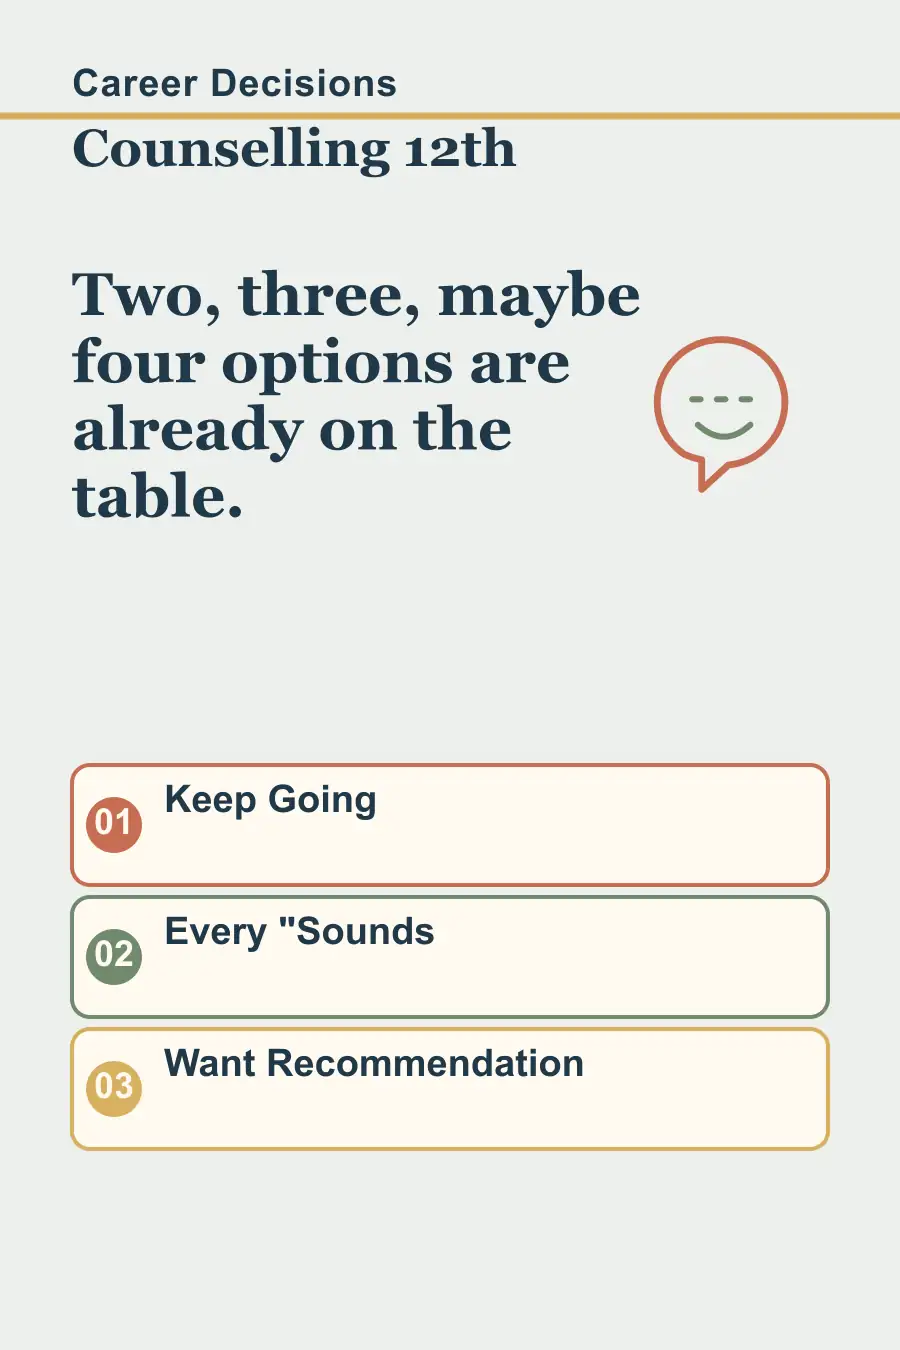 Career Decisions
Counselling 12th
Two, three, maybe
four options are
already on the
table.
01
Keep Going
02
Every "Sounds
03
Want Recommendation